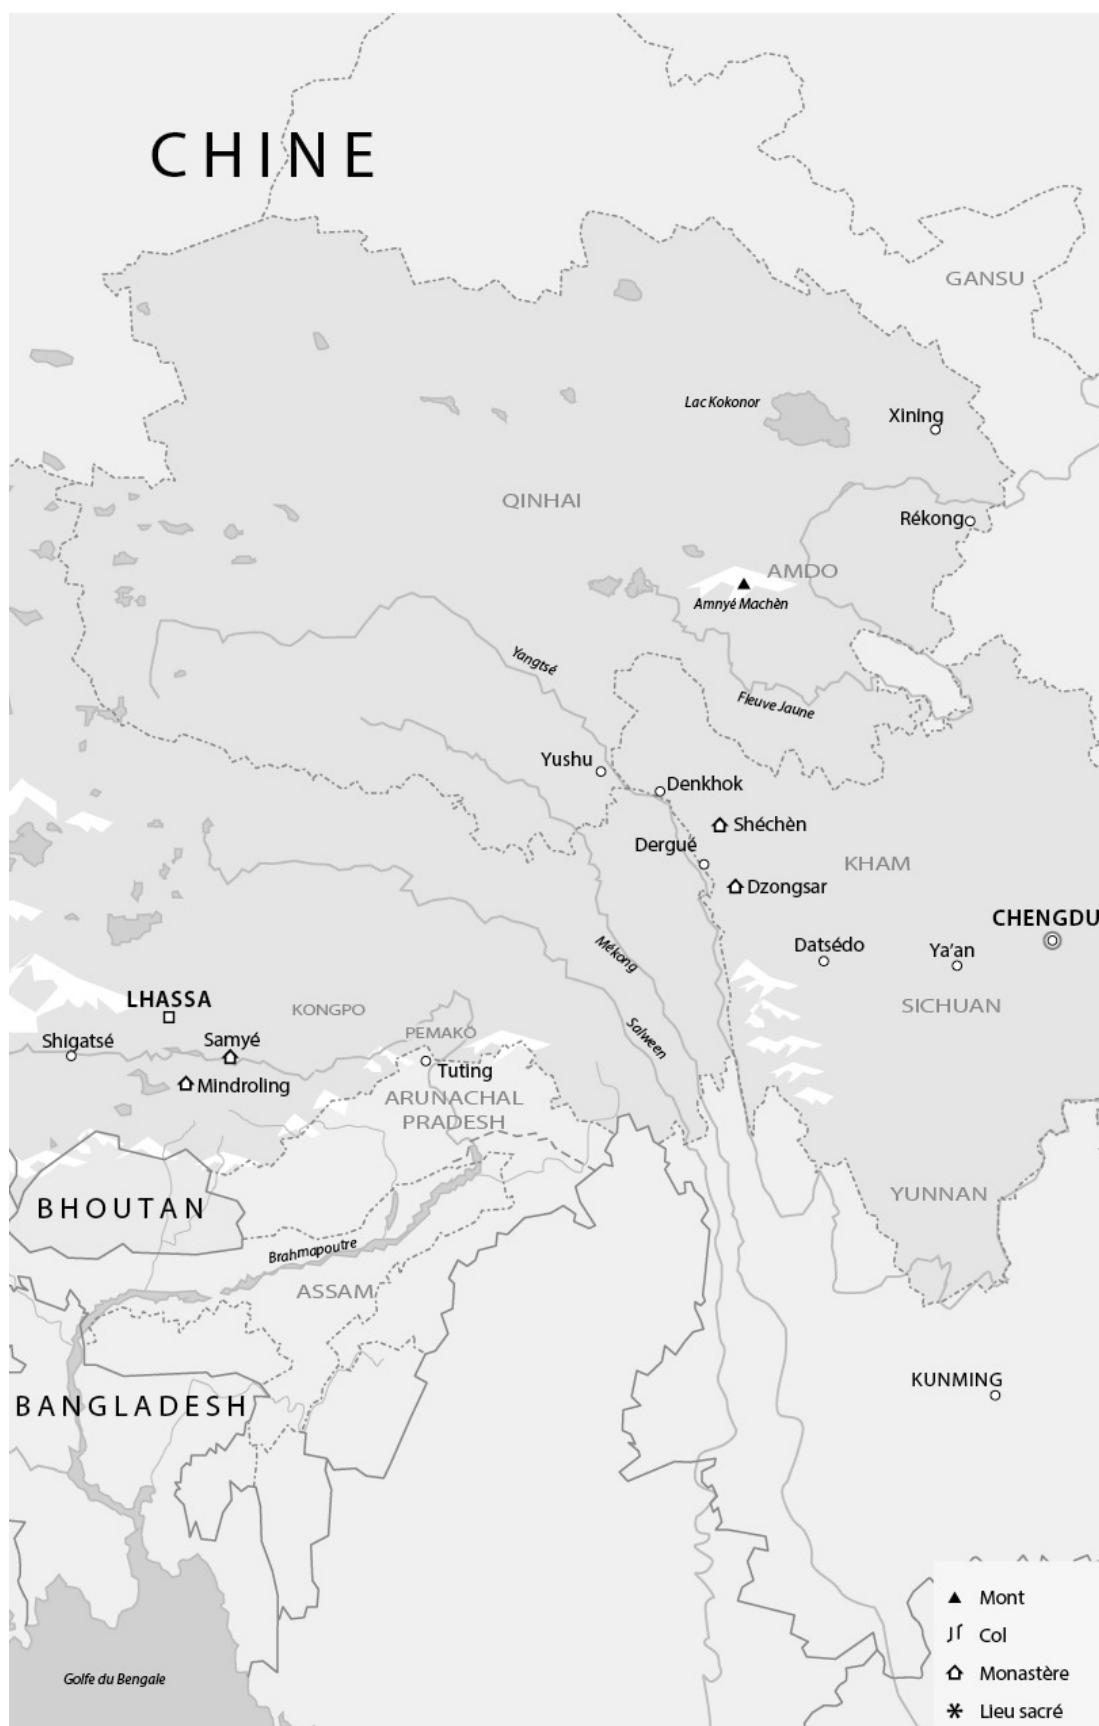 CHINE
GANSU
Lac Kokonor
Xining
QINHAI
Rékong
AMDO
Amnyé Machèn
Yangtsé
Fleuve Jaune
Yushu
Denkhok
Shéchèn
Dergué
KHAM
Dzongsar
CHENGDU
Datsédo
Ya'an
Mékong
LHASSA
KONGPO
SICHUAN
Salween
Shigatsé
Samyé
PEMAKÖ
Tuting
Mindroling
ARUNACHAL
PRADESH
BHOUTAN
YUNNAN
Brahmapoutre
ASSAM
KUNMING
BANGLADESH
Mont
Col
Monastère
Golfe du Bengale
Lieu sacré